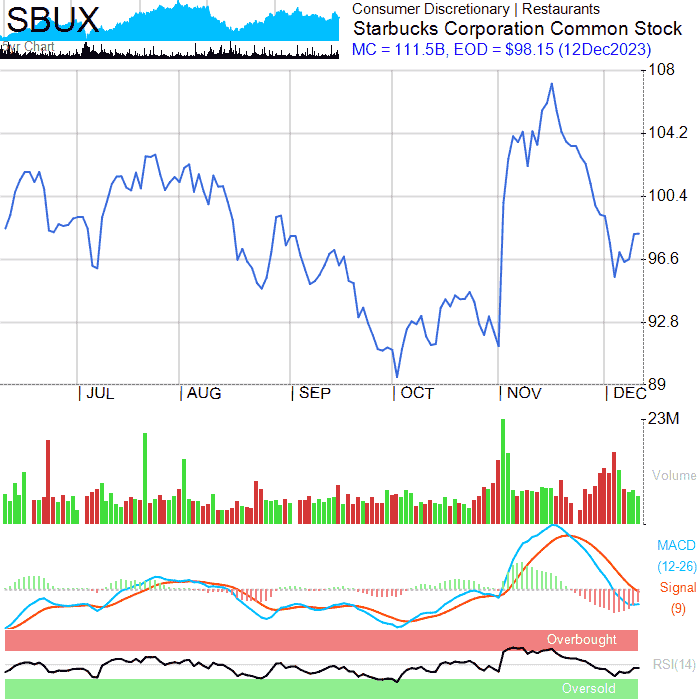 SBUX
Our Chart
Consumer Discretionary | Restaurants
Starbucks Corporation Common Stock
MC = 111.5B, EOD = $98.15 (12Dec2023)
108
104.2
100.4
96.6
92.8
89
JUL AUG SEP OCT NOV DEC
23M
Volume
MACD
(12-26)
Signal
(9)
Overbought
RSI(14)
Oversold